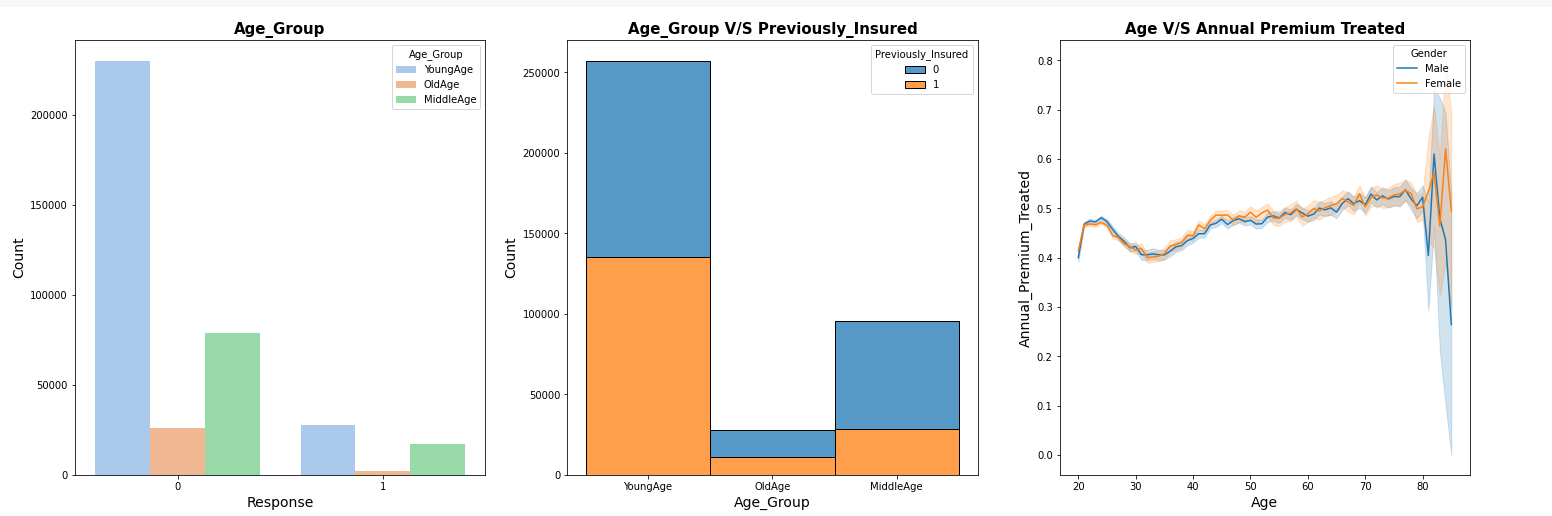 Age_Group
Age_Group
YoungAge
OldAge
MiddleAge
200000
150000
100000
50000
0
Count
0
1
Response
Age_Group V/S Previously_Insured
Previously_Insured
0
1
250000
200000
150000
100000
50000
0
Count
YoungAge
OldAge
MiddleAge
Age_Group
Age V/S Annual Premium Treated
Gender
Male
Female
0.8
0.7
0.6
0.5
0.4
0.3
0.2
0.1
0.0
Annual_Premium_Treated
20
30
40
50
60
70
80
Age